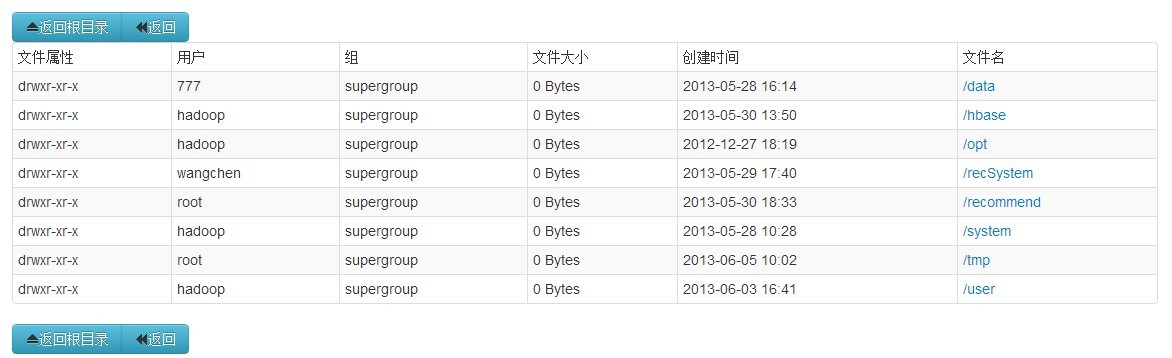 返回根目录 返回
文件属性 用户 组 文件大小 创建时间 文件名
drwxr-xr-x 777 supergroup 0 Bytes 2013-05-28 16:14 /data
drwxr-xr-x hadoop supergroup 0 Bytes 2013-05-30 13:50 /hbase
drwxr-xr-x hadoop supergroup 0 Bytes 2012-12-27 18:19 /opt
drwxr-xr-x wangchen supergroup 0 Bytes 2013-05-29 17:40 /recSystem
drwxr-xr-x root supergroup 0 Bytes 2013-05-30 18:33 /recommend
drwxr-xr-x hadoop supergroup 0 Bytes 2013-05-28 10:28 /system
drwxr-xr-x root supergroup 0 Bytes 2013-06-05 10:02 /tmp
drwxr-xr-x hadoop supergroup 0 Bytes 2013-06-03 16:41 /user
返回根目录 返回